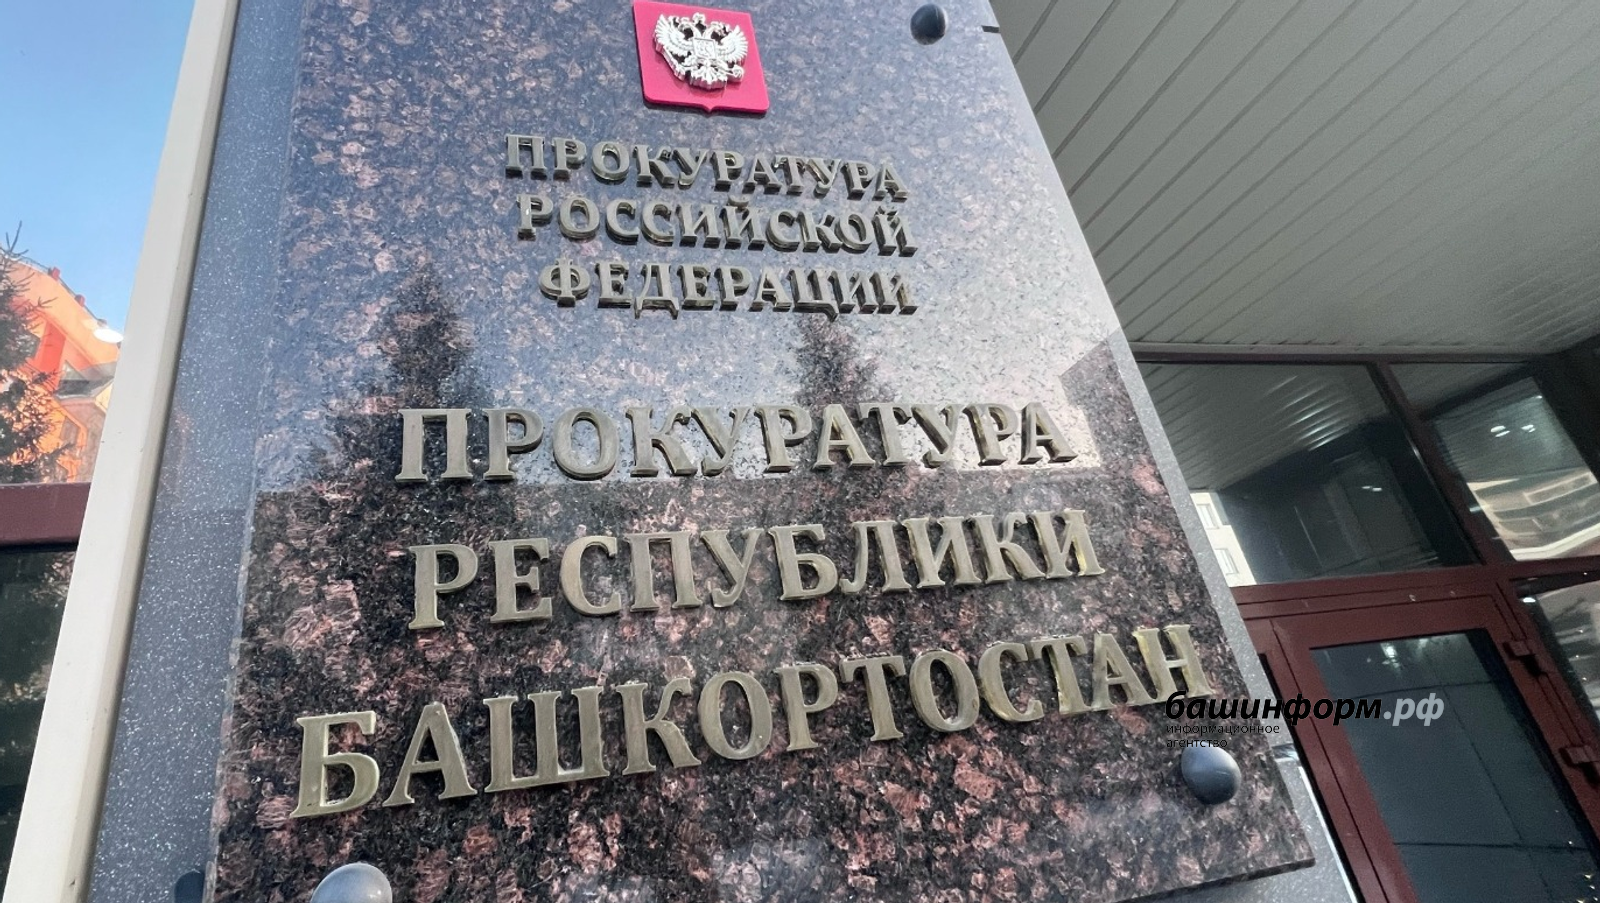 ПРОКУРАТУРА
РОССИЙСКОЙ
ФЕДЕРАЦИИ
ПРОКУРАТУРА
РЕСПУБЛИКИ
БАШКОРТОСТАН
башинформ.рф
информационное
агентство